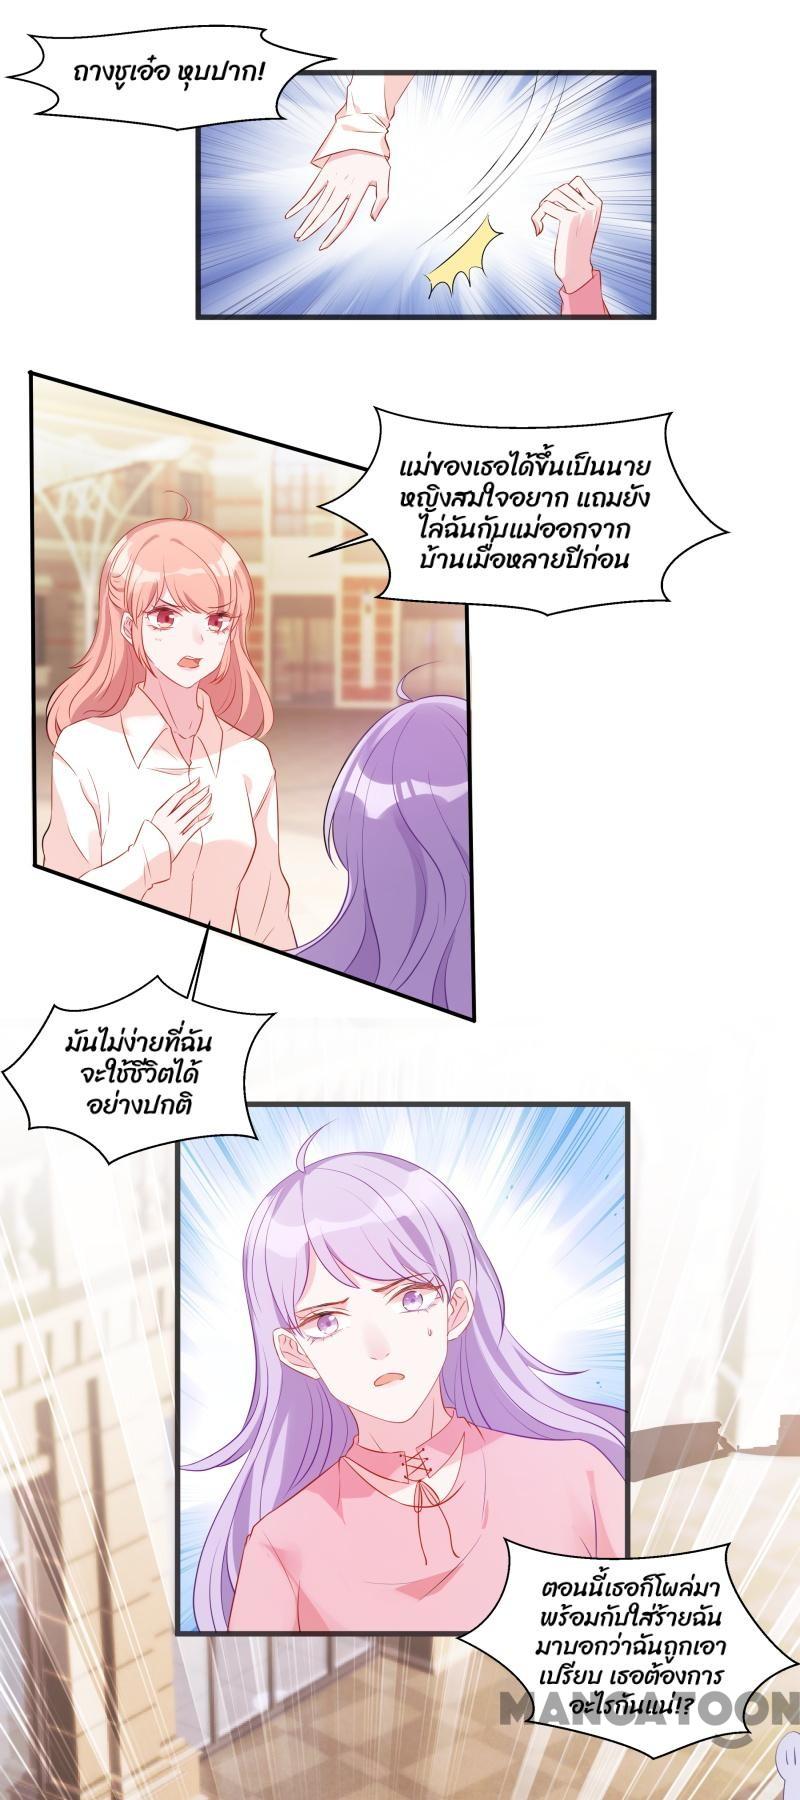 ถางชูเอ๋อ หุบปาก!
แม่ของเธอได้ขึ้นเป็นนาย
หญิงสมใจอยาก แถมยัง
ไล่ฉันกับแม่ออกจาก
บ้านเมื่อหลายปีก่อน
มันไม่ง่ายที่ฉัน
จะใช้ชีวิตได้
อย่างปกติ
ตอนนี้เธอก็โผล่มา
พร้อมกับใส่ร้ายฉัน
มาบอกว่าฉันถูกเอา
เปรียบ เธอต้องการ
อะไรกันแน่!?
MANGATOON